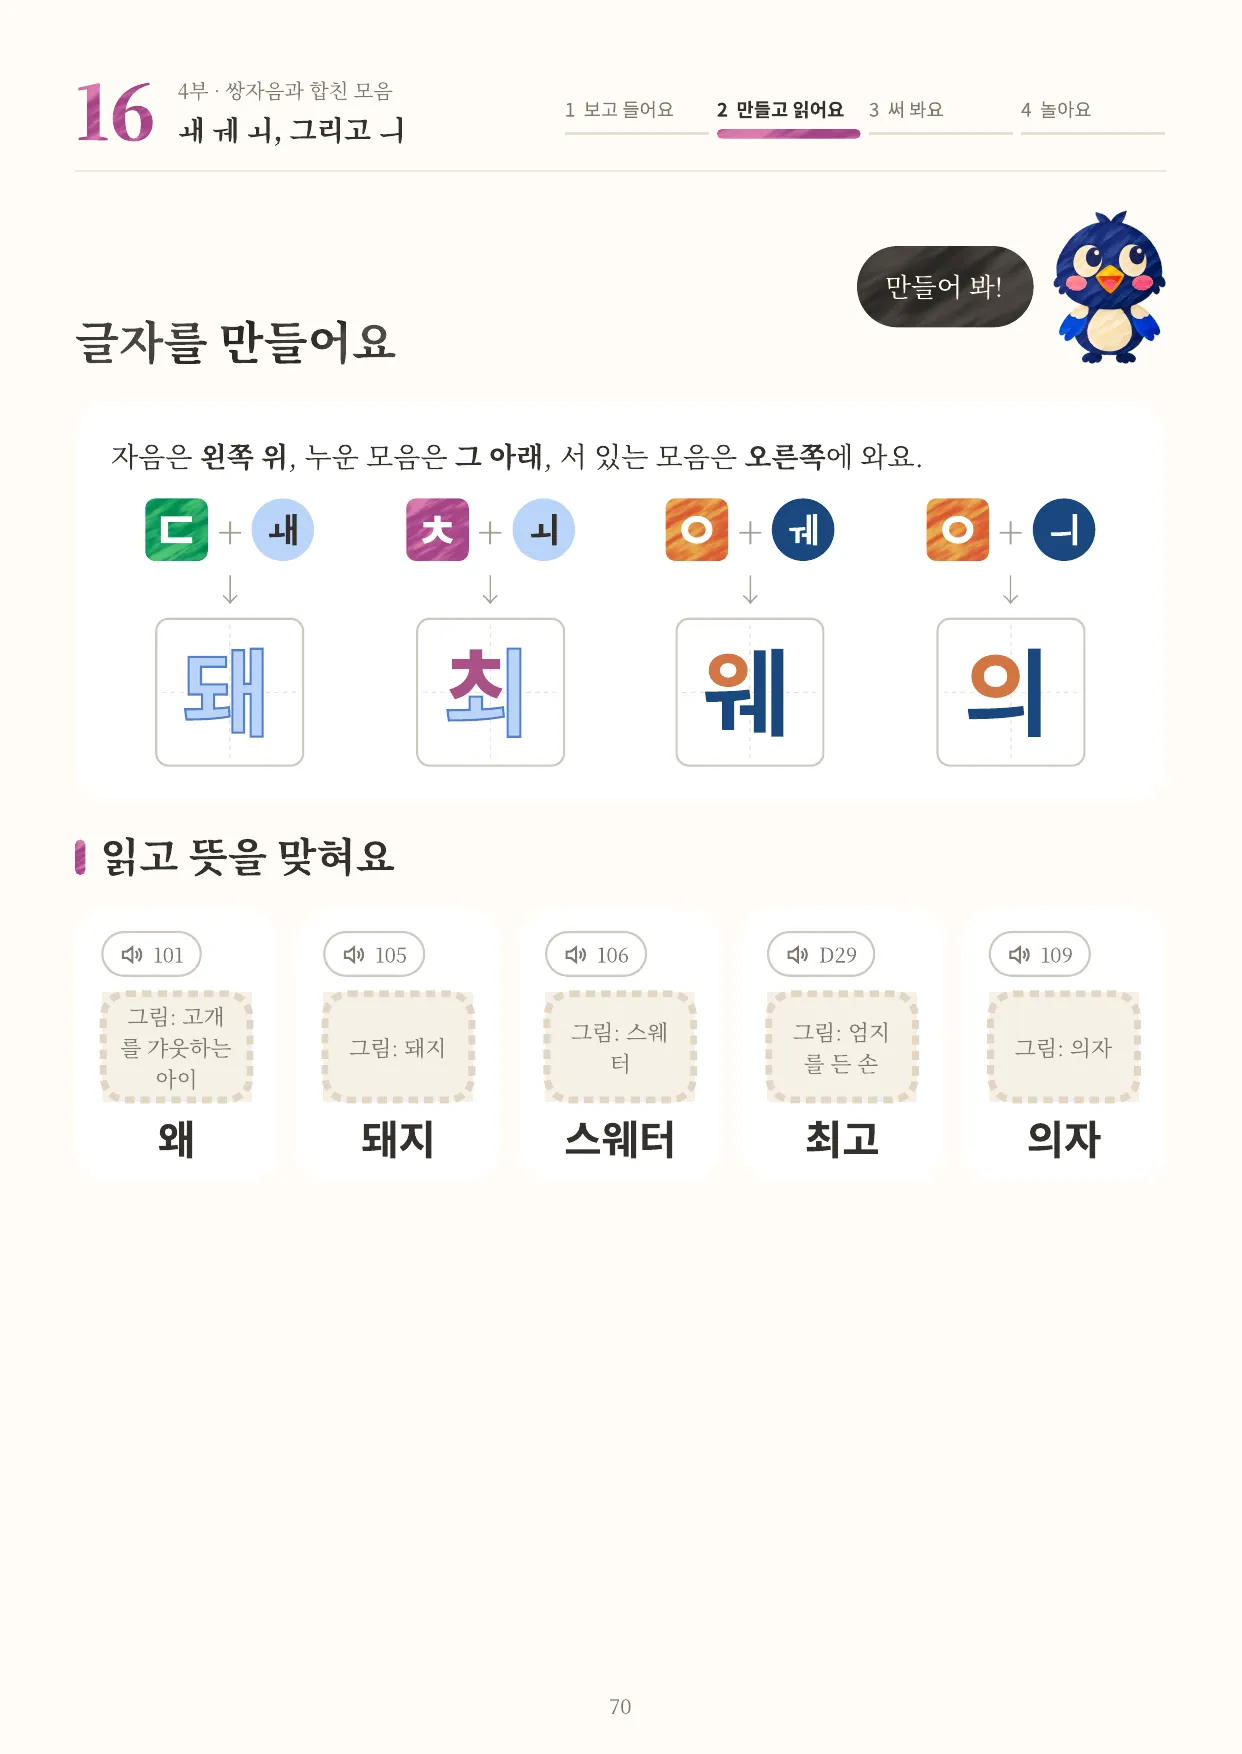 16
4부 · 쌍자음과 합친 모음
ㅙ ㅞ ㅚ, 그리고 ㅢ
1 보고 들어요
2 만들고 읽어요
3 써 봐요
4 놀아요
만들어 봐!
글자를 만들어요
자음은 왼쪽 위, 누운 모음은 그 아래, 서 있는 모음은 오른쪽에 와요.
ㄷ + ㅙ
ㅊ + ㅚ
ㅇ + ㅞ
ㅇ + ㅢ
↓ ↓ ↓ ↓
돼 최 웨 의
읽고 뜻을 맞혀요
101
그림: 고개
를 갸웃하는
아이
왜
105
그림: 돼지
돼지
106
그림: 스웨
터
스웨터
D29
그림: 엄지
를 든 손
최고
109
그림: 의자
의자
70